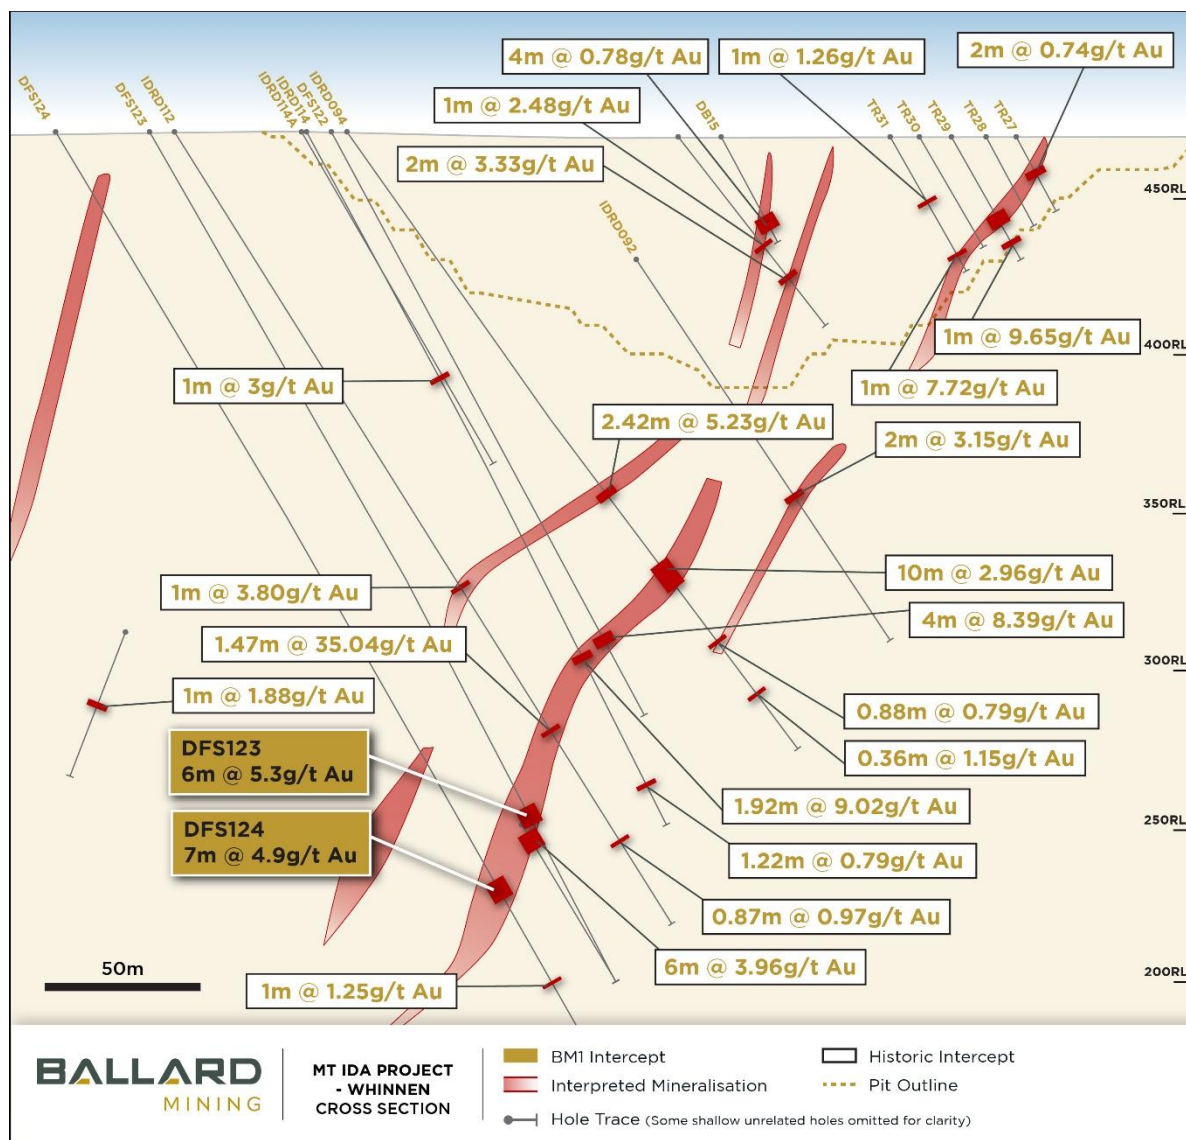 4m @ 0.78g/t Au
1m @ 1.26g/t Au
2m @ 0.74g/t Au
1m @ 2.48g/t Au
2m @ 3.33g/t Au
DFS124
DFS123
IDRD112
IDRD114A
IDRD114
DFS122
IDRD094
DB15
TR31
TR30
TR29
TR28
TR27
IDRD092
450RL
1m @ 9.65g/t Au
400RL
1m @ 3g/t Au
1m @ 7.72g/t Au
2.42m @ 5.23g/t Au
2m @ 3.15g/t Au
350RL
10m @ 2.96g/t Au
1m @ 3.80g/t Au
4m @ 8.39g/t Au
1.47m @ 35.04g/t Au
300RL
1m @ 1.88g/t Au
0.88m @ 0.79g/t Au
DFS123
6m @ 5.3g/t Au
0.36m @ 1.15g/t Au
1.92m @ 9.02g/t Au
250RL
DFS124
7m @ 4.9g/t Au
1.22m @ 0.79g/t Au
0.87m @ 0.97g/t Au
6m @ 3.96g/t Au
50m
1m @ 1.25g/t Au
200RL
BALLARD
MINING
MT IDA PROJECT
- WHINNEN
CROSS SECTION
BM1 Intercept
Historic Intercept
Interpreted Mineralisation
Pit Outline
Hole Trace (Some shallow unrelated holes omitted for clarity)